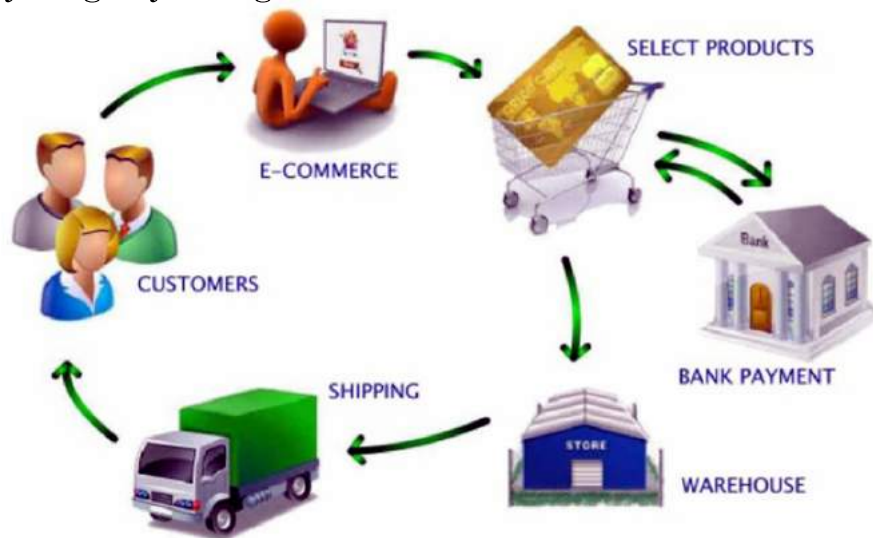 SELECT PRODUCTS
E-COMMERCE
Bank
CUSTOMERS
BANK PAYMENT
SHIPPING
STORE
WAREHOUSE